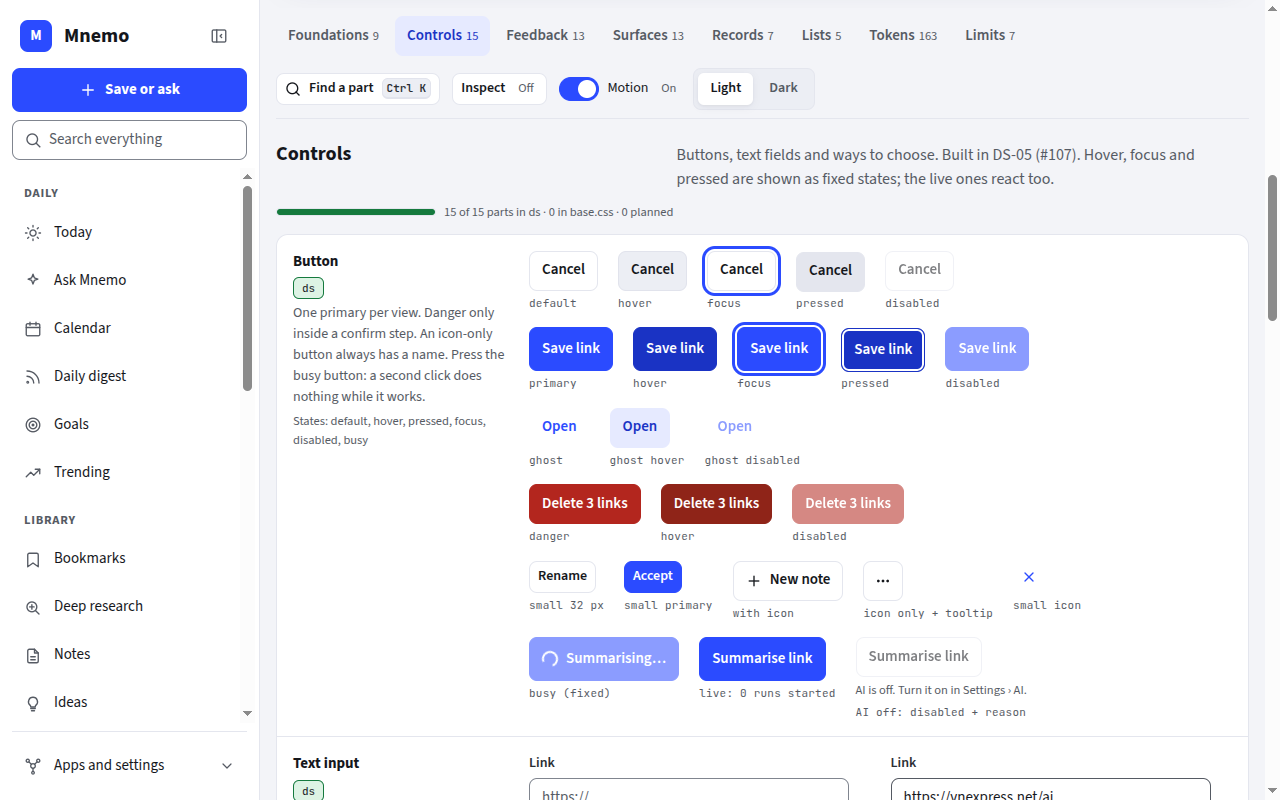 M Mnemo
Save or ask
Search everything
DAILY
Today
Ask Mnemo
Calendar
Daily digest
Goals
Trending
LIBRARY
Bookmarks
Deep research
Notes
Ideas
Apps and settings
Foundations 9 Controls 15 Feedback 13 Surfaces 13 Records 7 Lists 5 Tokens 163 Limits 7
Find a part Ctrl K Inspect Off Motion On Light Dark
Controls
Buttons, text fields and ways to choose. Built in DS-05 (#107). Hover, focus and
pressed are shown as fixed states; the live ones react too.
15 of 15 parts in ds · 0 in base.css · 0 planned
Button
ds
One primary per view. Danger only
inside a confirm step. An icon-only
button always has a name. Press the
busy button: a second click does
nothing while it works.
States: default, hover, pressed, focus,
disabled, busy
Cancel Cancel Cancel Cancel Cancel
default hover focus pressed disabled
Save link Save link Save link Save link Save link
primary hover focus pressed disabled
Open Open Open
ghost ghost hover ghost disabled
Delete 3 links Delete 3 links Delete 3 links
danger hover disabled
Rename Accept New note
small 32 px small primary with icon icon only + tooltip small icon
Summarising… Summarise link Summarise link
busy (fixed) live: 0 runs started
AI is off. Turn it on in Settings › AI.
AI off: disabled + reason
Text input
ds
Link Link
https:// https://vnexpress.net/ai